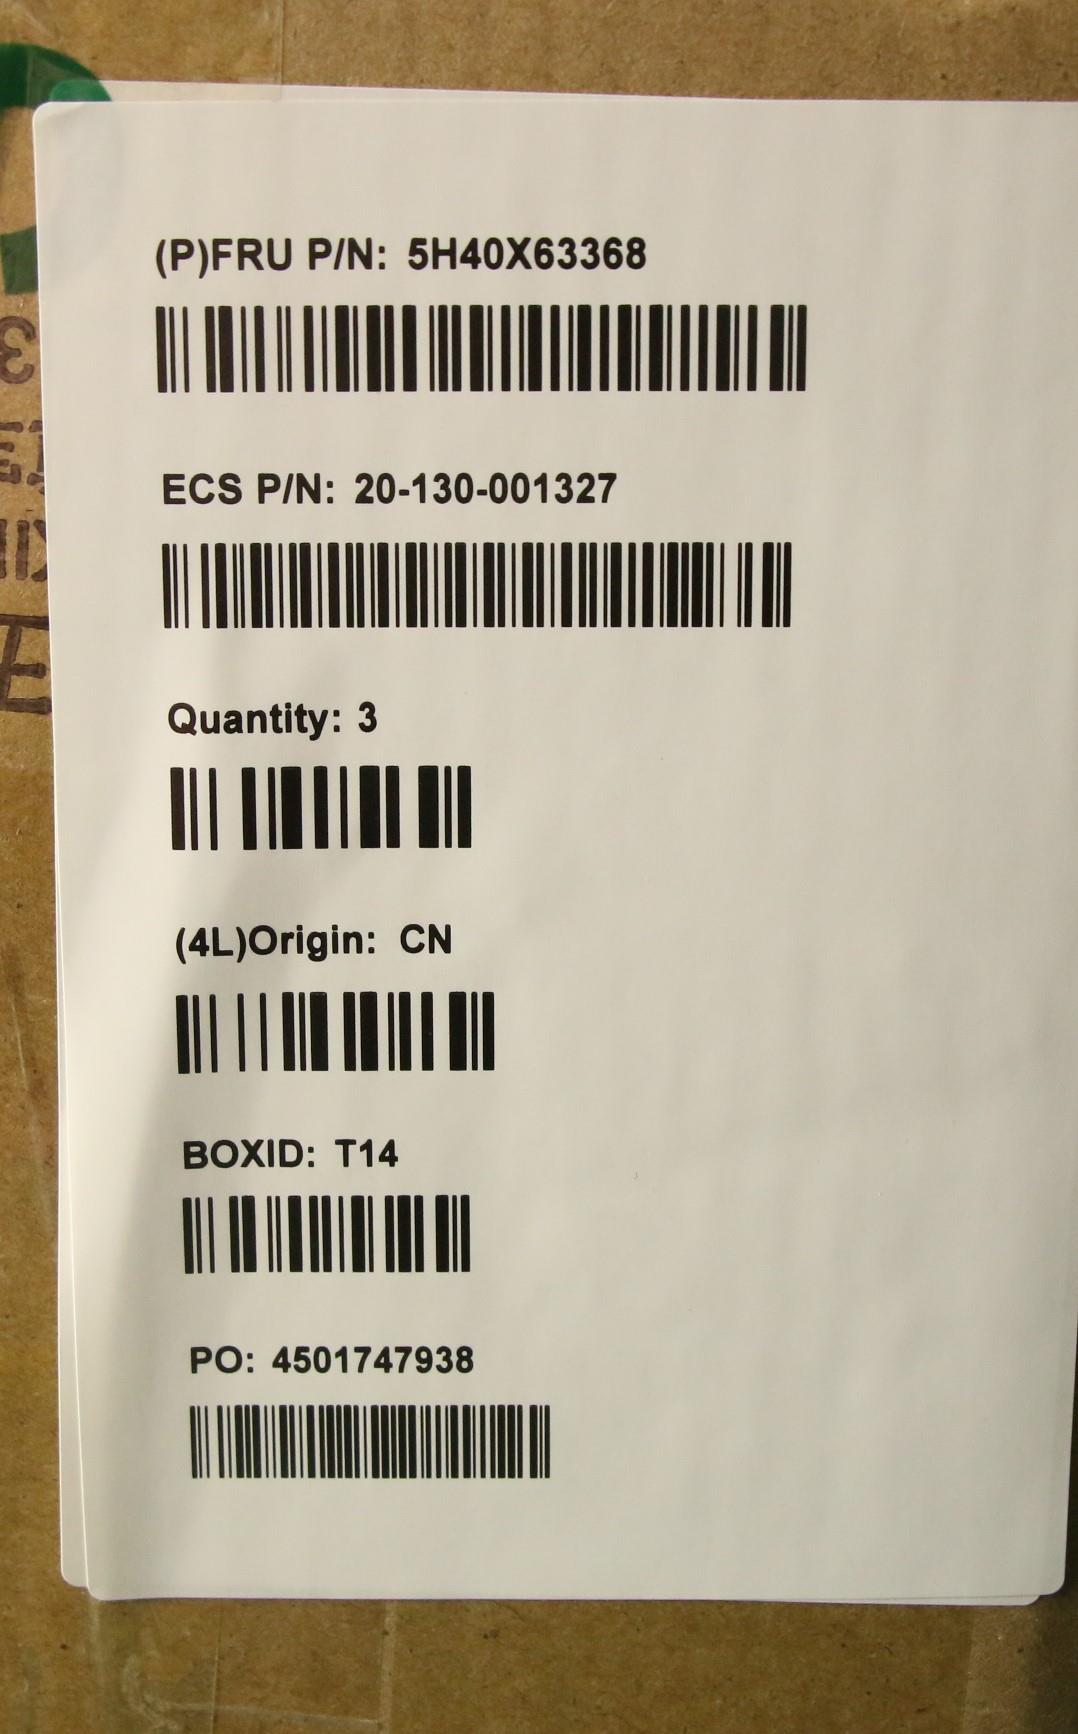 (P)FRU P/N: 5H40X63368
ECS P/N: 20-130-001327
Quantity: 3
(4L)Origin: CN
BOXID: T14
PO: 4501747938